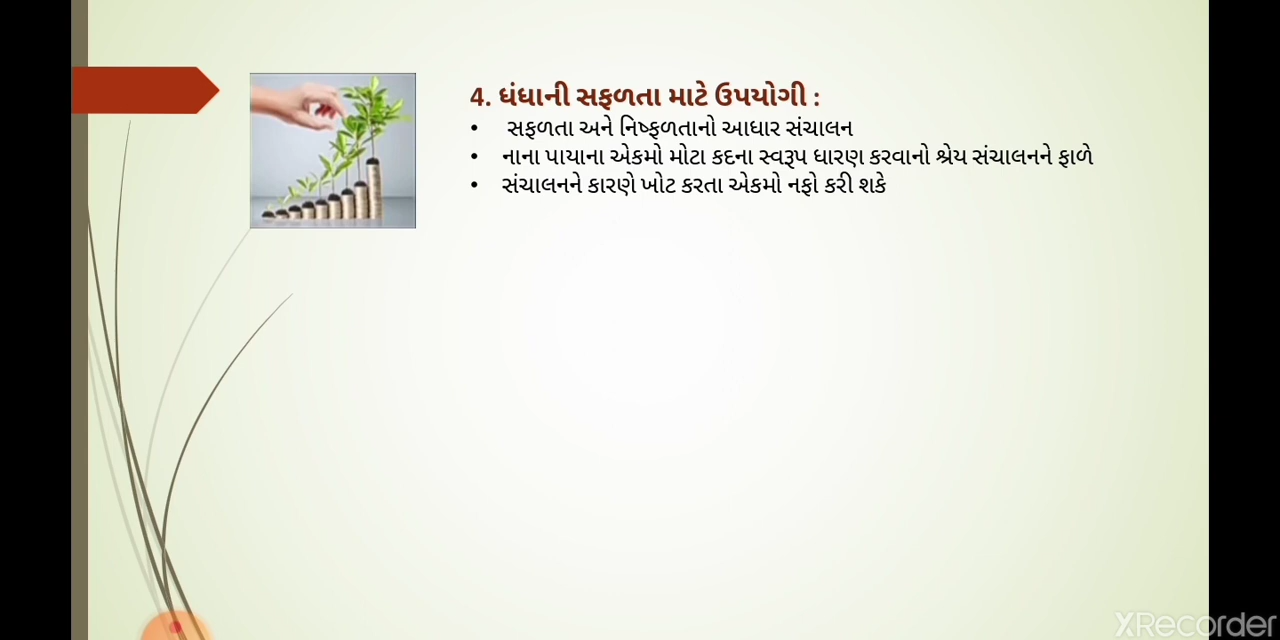 4. ધંધાની સફળતા માટે ઉપયોગી :
• સફળતા અને નિષ્ફળતાનો આધાર સંચાલન
• નાના પાયાના એકમો મોટા કદના સ્વરૂપ ધારણ કરવાનો શ્રેય સંચાલનને ફાળે
• સંચાલનને કારણે ખોટ કરતા એકમો નફો કરી શકે
XRecorder